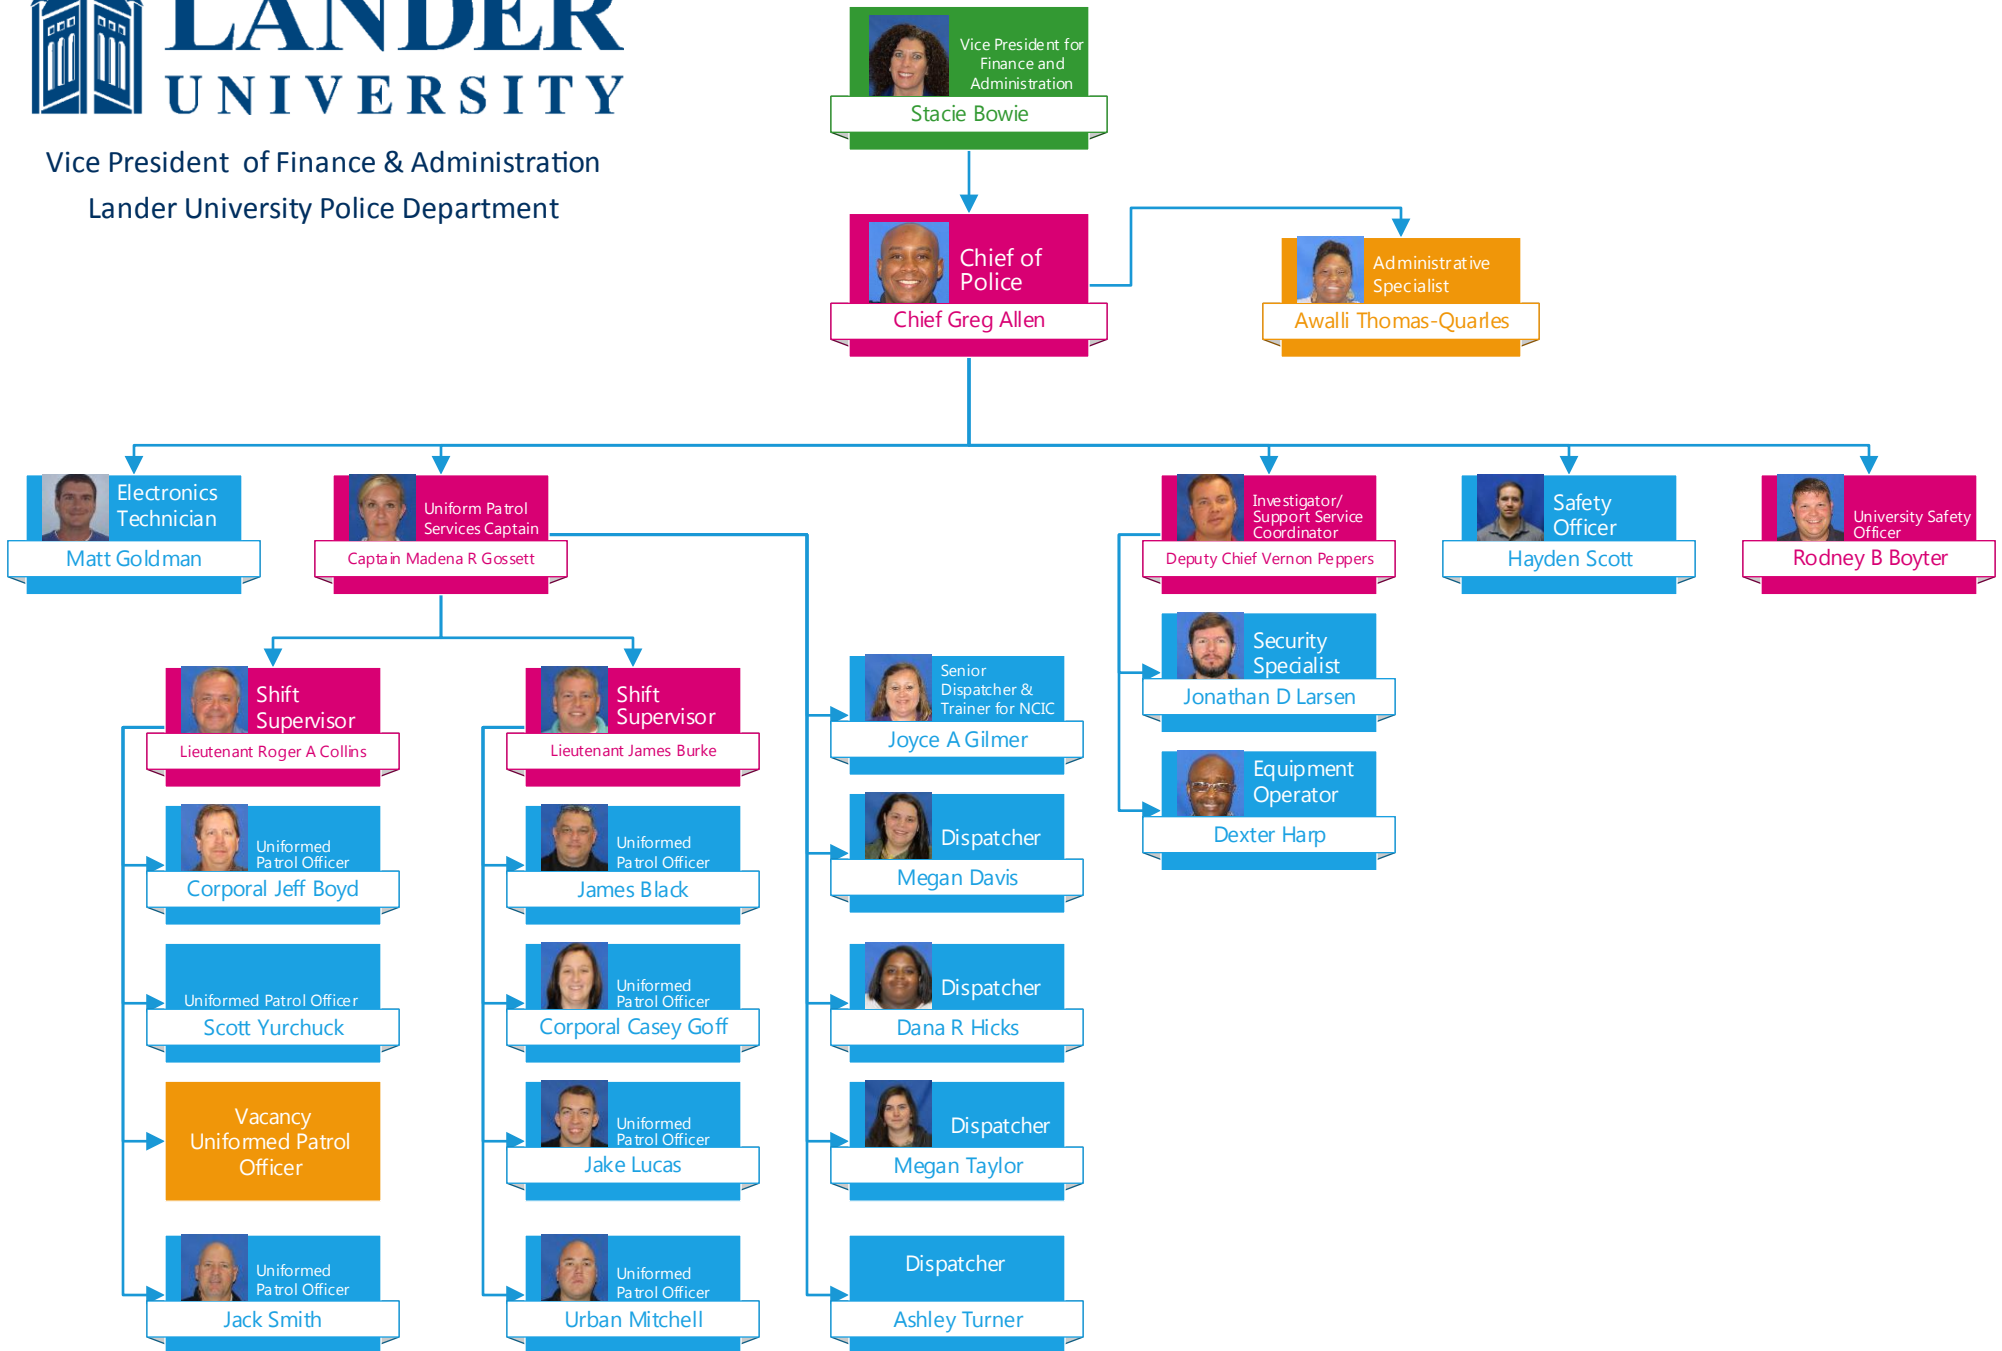 LANDER
UNIVERSITY
Vice President of Finance & Administration
Lander University Police Department
Vice President for
Finance and
Administration
Stacie Bowie
Chief of
Police
Chief Greg Allen
Administrative
Specialist
Awalli Thomas-Quarles
Electronics
Technician
Matt Goldman
Uniform Patrol
Services Captain
Captain Madena R Gossett
Investigator/
Support Service
Coordinator
Deputy Chief Vernon Peppers
Safety
Officer
Hayden Scott
University Safety
Officer
Rodney B Boyter
Shift
Supervisor
Lieutenant Roger A Collins
Uniformed
Patrol Officer
Corporal Jeff Boyd
Uniformed Patrol Officer
Scott Yurchuck
Vacancy
Uniformed Patrol
Officer
Uniformed
Patrol Officer
Jack Smith
Shift
Supervisor
Lieutenant James Burke
Uniformed
Patrol Officer
James Black
Uniformed
Patrol Officer
Corporal Casey Goff
Uniformed
Patrol Officer
Jake Lucas
Uniformed
Patrol Officer
Urban Mitchell
Senior
Dispatcher &
Trainer for NCIC
Joyce A Gilmer
Dispatcher
Megan Davis
Dispatcher
Dana R Hicks
Dispatcher
Megan Taylor
Dispatcher
Ashley Turner
Security
Specialist
Jonathan D Larsen
Equipment
Operator
Dexter Harp